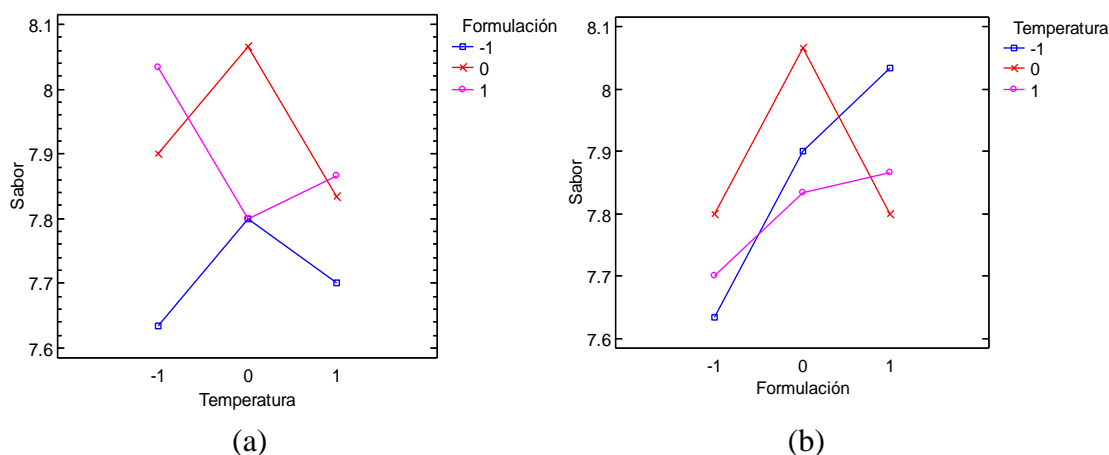 Formulación
-1
0
1
8.1
8
7.9
7.8
7.7
7.6
Sabor
-1 0 1
Temperatura
(a)
Temperatura
-1
0
1
8.1
8
7.9
7.8
7.7
7.6
Sabor
-1 0 1
Formulación
(b)